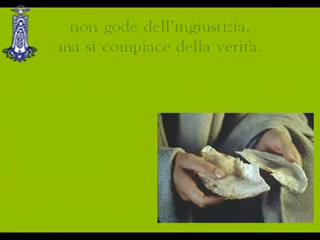 non gode dell'ingiustizia,
ma si compiace della verità.